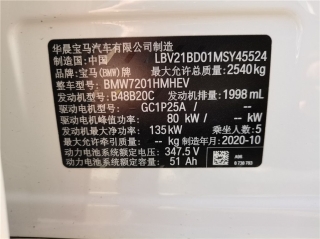 华晨宝马汽车有限公司制造
制造国:中国 LBV21BD01MSY45524
品牌:宝马(BMW)牌 最大允许总质量:2540kg
整车型号:BMW7201HMHEV
发动机型号:B48B20C 发动机排量:1998 mL
驱动电机型号: GC1P25A
驱动电机峰值功率: 80 kW /
发动机最大净功率:135kW 乘坐人数:5
最大允许牵引质量: - kg 制造年月:2020-10
动力电池系统额定电压:347.5 V
动力电池系统额定容量: 51 Ah